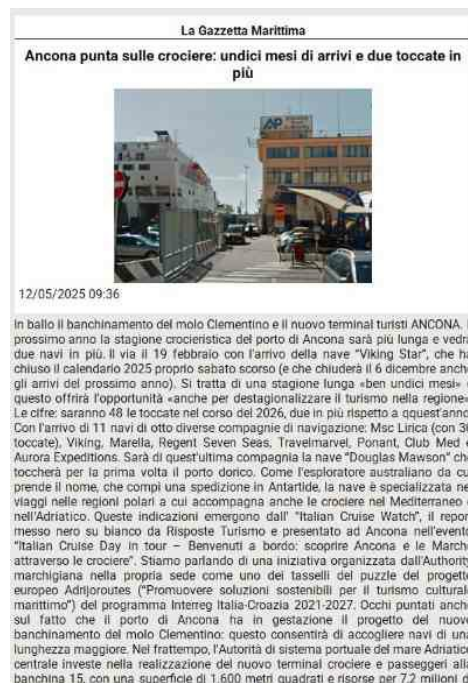 La Gazzetta Marittima
Ancona punta sulle crociere: undici mesi di arrivi e due toccate in
più
AP
12/05/2025 09:36
In ballo il banchinamento del molo Clementino e il nuovo terminal turisti ANCONA.
prossimo anno la stagione crocieristica del porto di Ancona sarà più lunga e vedrà
due navi in più. Il via il 19 febbraio con l'arrivo della nave "Viking Star", che ha
chiuso il calendario 2025 proprio sabato scorso (e che chiuderà il 6 dicembre anche
gli arrivi del prossimo anno). Si tratta di una stagione lunga «ben undici mesi»
questo offrirà l'opportunità «anche per destagionalizzare il turismo nella regione»
Le cifre: saranno 48 le toccate nel corso del 2026, due in più rispetto a qquest'anno
Con l'arrivo di 11 navi di otto diverse compagnie di navigazione: Msc Lirica (con 30
toccate), Viking, Marella, Regent Seven Seas, Travelmarvel, Ponant, Club Med e
Aurora Expeditions. Sarà di quest'ultima compagnia la nave "Douglas Mawson" che
toccherà per la prima volta il porto dorico. Come l'esploratore australiano da cui
prende il nome, che compì una spedizione in Antartide, la nave è specializzata nei
viaggi nelle regioni polari a cui accompagna anche le crociere nel Mediterraneo e
nell'Adriatico. Queste indicazioni emergono dall' "Italian Cruise Watch", il report
messo nero su bianco da Risposte Turismo e presentato ad Ancona nell'evento
"Italian Cruise Day in tour – Benvenuti a bordo: scoprire Ancona e le Marche
attraverso le crociere". Stiamo parlando di una iniziativa organizzata dall'Authority
marchigiana nella propria sede come uno dei tasselli del puzzle del progetto
europeo Adrijoroutes ("Promuovere soluzioni sostenibili per il turismo culturale
marittimo") del programma Interreg Italia-Croazia 2021-2027. Occhi puntati anche
sul fatto che il porto di Ancona ha in gestazione il progetto del nuovo
banchinamento del molo Clementino: questo consentirà di accogliere navi di una
lunghezza maggiore. Nel frattempo, l'Autorità di sistema portuale del mare Adriatico
centrale investe nella realizzazione del nuovo terminal crociere e passeggeri alla
banchina 15, con una superficie di 1.600 metri quadrati e risorse per 7,2 milioni di